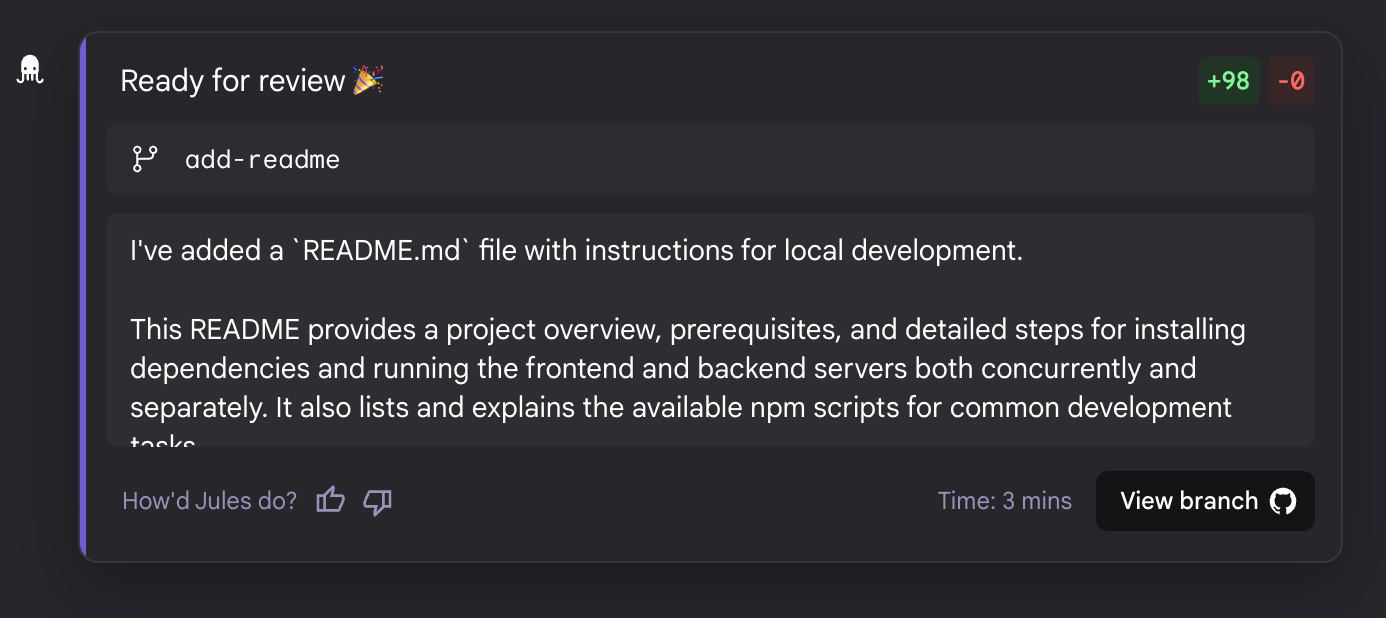 Ready for review 🎉
+98 -0
add-readme
I've added a `README.md` file with instructions for local development.
This README provides a project overview, prerequisites, and detailed steps for installing
dependencies and running the frontend and backend servers both concurrently and
separately. It also lists and explains the available npm scripts for common development
tasks.
How'd Jules do?
Time: 3 mins
View branch